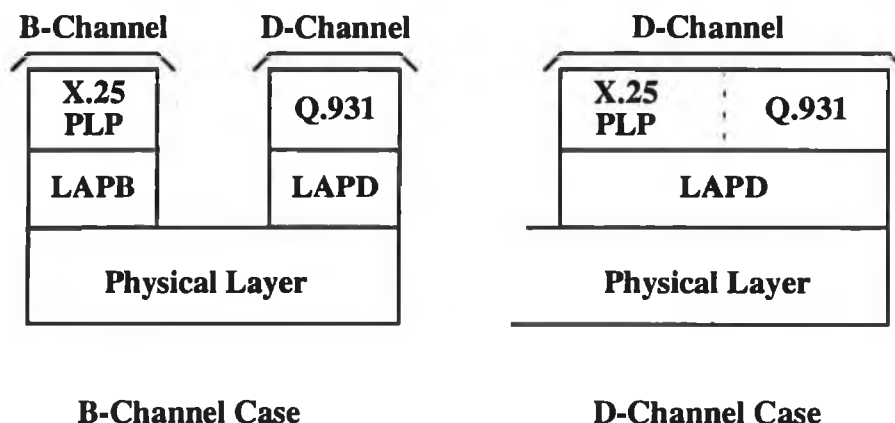 B-Channel
D-Channel
D-Channel
X.25
PLP
Q.931
X.25
PLP
Q.931
LAPB
LAPD
LAPD
Physical Layer
Physical Layer
B-Channel Case
D-Channel Case